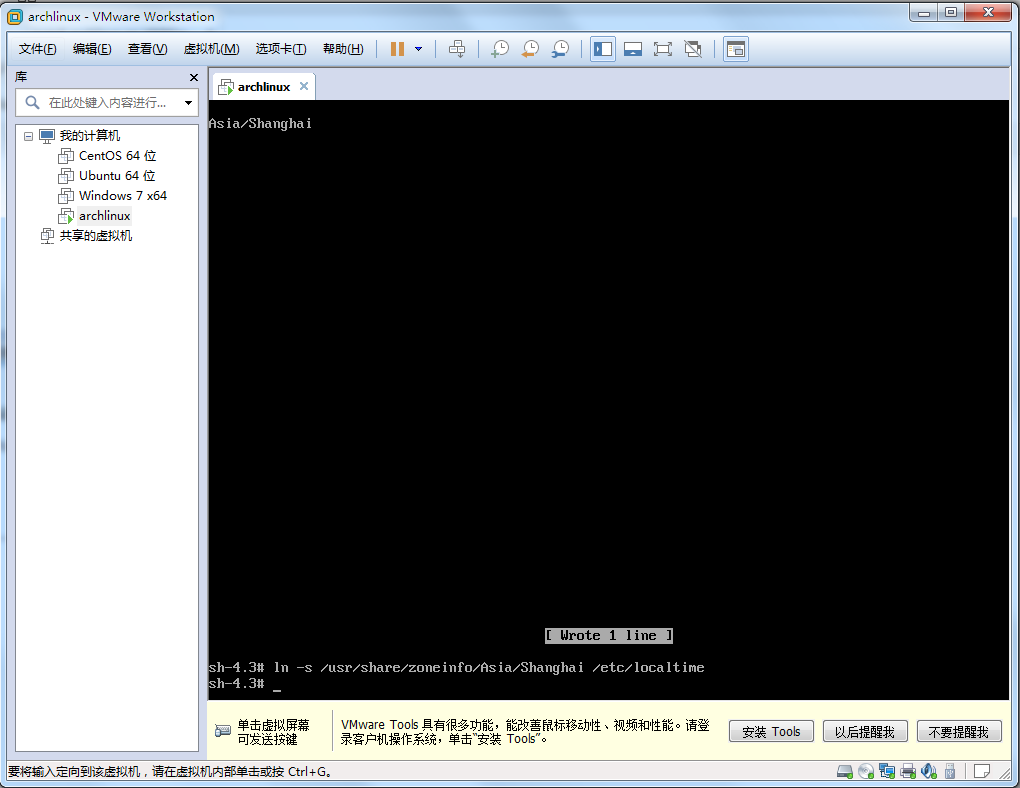 archlinux - VMware Workstation
文件(F) 编辑(E) 查看(V) 虚拟机(M) 选项卡(T) 帮助(H)
库
在此处键入内容进行...
我的计算机
CentOS 64 位
Ubuntu 64 位
Windows 7 x64
archlinux
共享的虚拟机
archlinux
Asia/Shanghai
[ Wrote 1 line ]
sh-4.3# ln -s /usr/share/zoneinfo/Asia/Shanghai /etc/localtime
sh-4.3# _
单击虚拟屏幕
可发送按键
VMware Tools 具有很多功能，能改善鼠标移动性、视频和性能。请登
录客户机操作系统，单击“安装 Tools”。
安装 Tools
以后提醒我
不要提醒我
要将输入定向到该虚拟机，请在虚拟机内部单击或按 Ctrl+G。